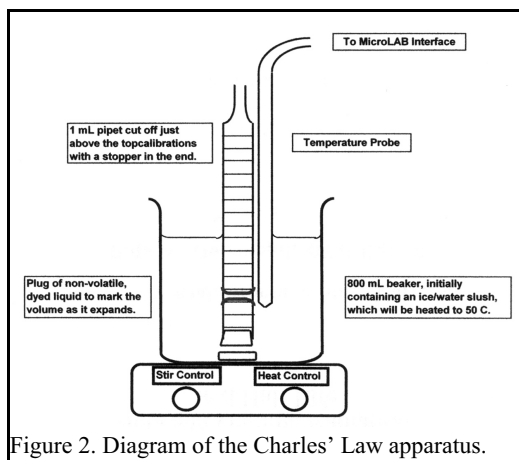 To MicroLAB Interface
1 mL pipet cut off just
above the topcalibrations
with a stopper in the end.
Temperature Probe
Plug of non-volatile,
dyed liquid to mark the
volume as it expands.
800 mL beaker, initially
containing an ice/water slush,
which will be heated to 50 C.
Stir Control
Heat Control
Figure 2. Diagram of the Charles’ Law apparatus.